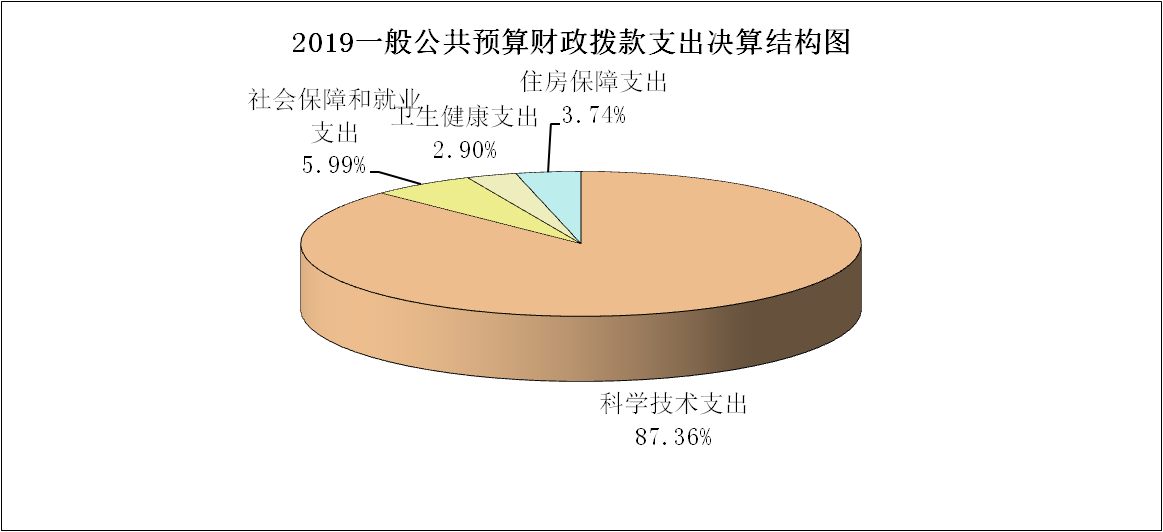 2019一般公共预算财政拨款支出决算结构图
住房保障支出
3.74%
社会保障和就业
支出
5.99%
卫生健康支出
2.90%
科学技术支出
87.36%